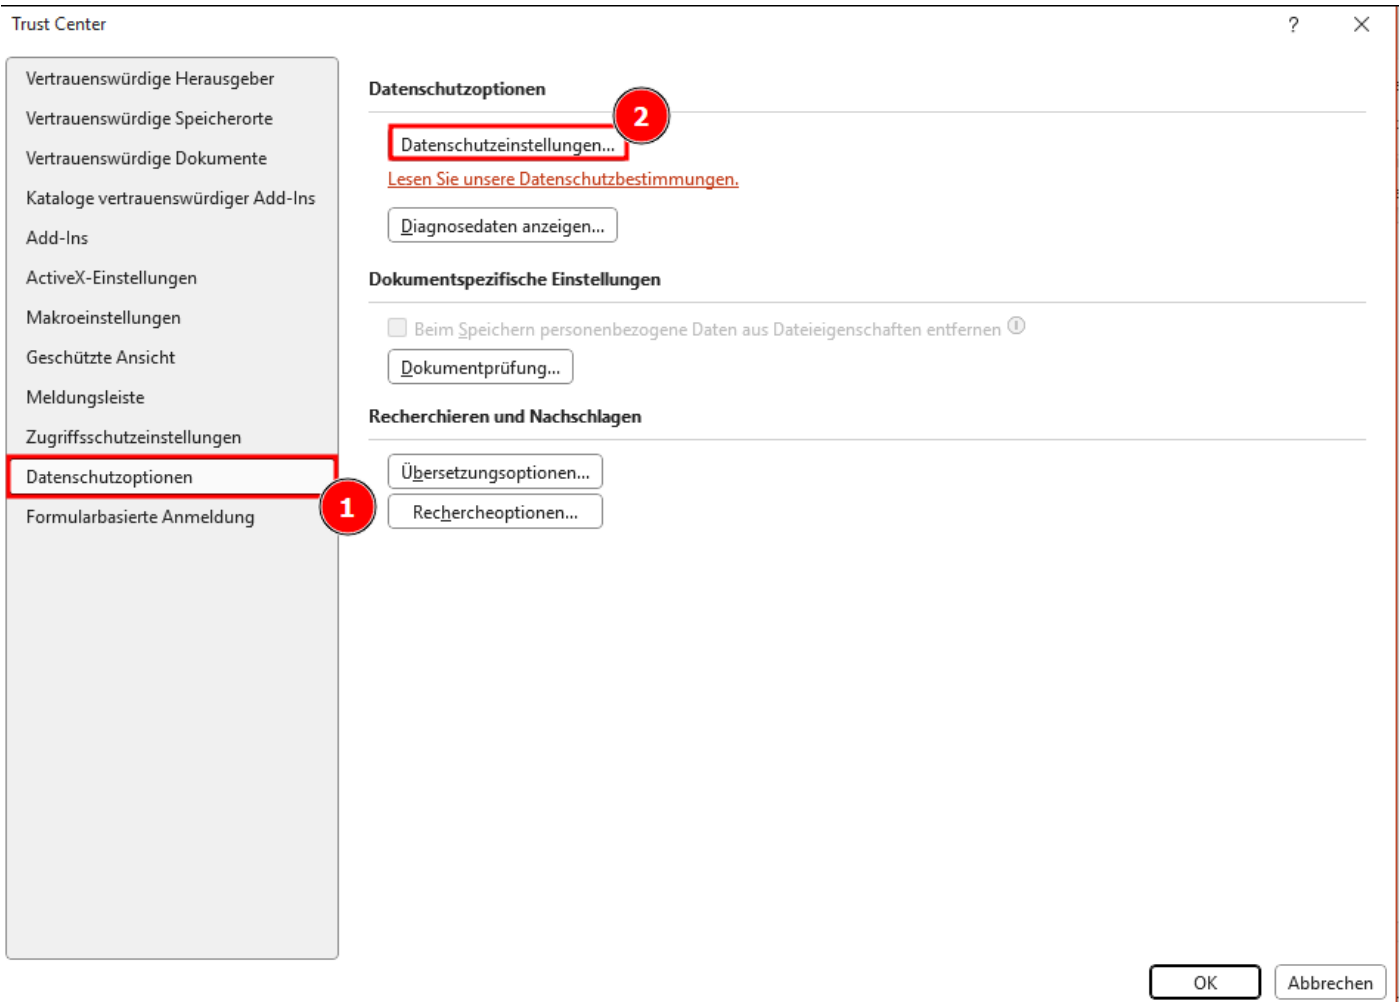 Trust Center
?
Vertrauenswürdige Herausgeber
Vertrauenswürdige Speicherorte
Vertrauenswürdige Dokumente
Kataloge vertrauenswürdiger Add-Ins
Add-Ins
ActiveX-Einstellungen
Makroeinstellungen
Geschützte Ansicht
Meldungsleiste
Zugriffsschutzeinstellungen
Datenschutzoptionen
1
Formularbasierte Anmeldung
Datenschutzoptionen
2
Datenschutzeinstellungen...
Lesen Sie unsere Datenschutzbestimmungen.
Diagnosedaten anzeigen...
Dokumentspezifische Einstellungen
Beim Speichern personenbezogene Daten aus Dateieigenschaften entfernen
Dokumentprüfung...
Recherchieren und Nachschlagen
Übersetzungsoptionen...
Rechercheoptionen...
OK
Abbrechen